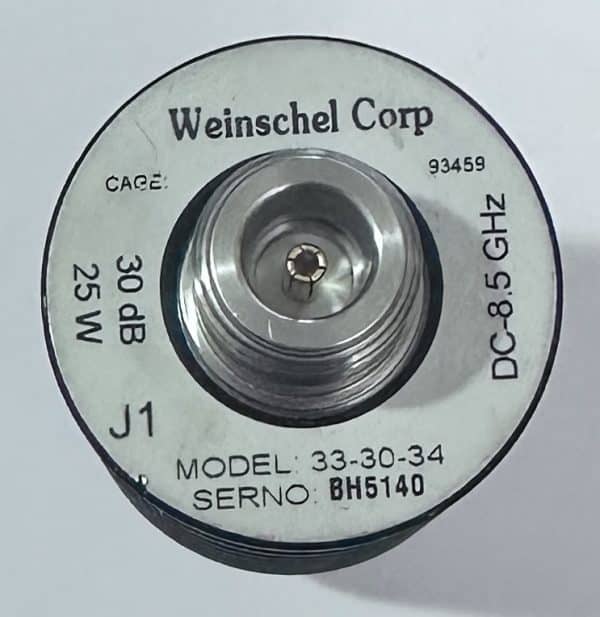 Weinschel Corp
CAGE: 93459
30 dB
25 W
DC-8.5 GHz
J1
MODEL: 33-30-34
SERNO: BH5140